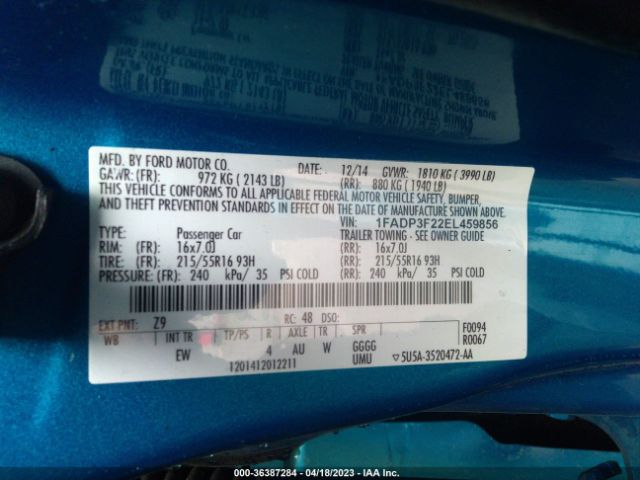 MFD. BY FORD MOTOR CO.
DATE: 12/14 GVWR: 1810 KG ( 3990 LB)
GAWR: (FR) 972 KG ( 2143 LB) (RR) 880 KG ( 1940 LB)
THIS VEHICLE CONFORMS TO ALL APPLICABLE FEDERAL MOTOR VEHICLE SAFETY, BUMPER,
AND THEFT PREVENTION STANDARDS IN EFFECT ON THE DATE OF MANUFACTURE SHOWN ABOVE.
VIN: 1FADP3F22EL459856
TYPE: Passenger Car TRAILER TOWING - SEE OWNER GUIDE
RIM: (FR) 16x7.0J (RR) 16x7.0J
TIRE: (FR) 215/55R16 93H (RR) 215/55R16 93H
PRESSURE: (FR) 240 kPa/ 35 PSI COLD (RR) 240 kPa/ 35 PSI COLD
EXT PNT: Z9 RC: 48 DSO: F0094
WB INT TR TP/PS R AXLE TR SPR R0067
EW 4 AU W GGGG
UMU 5U5A-3520472-AA
1201412012211
000-36387284 - 04/18/2023 - IAA Inc.